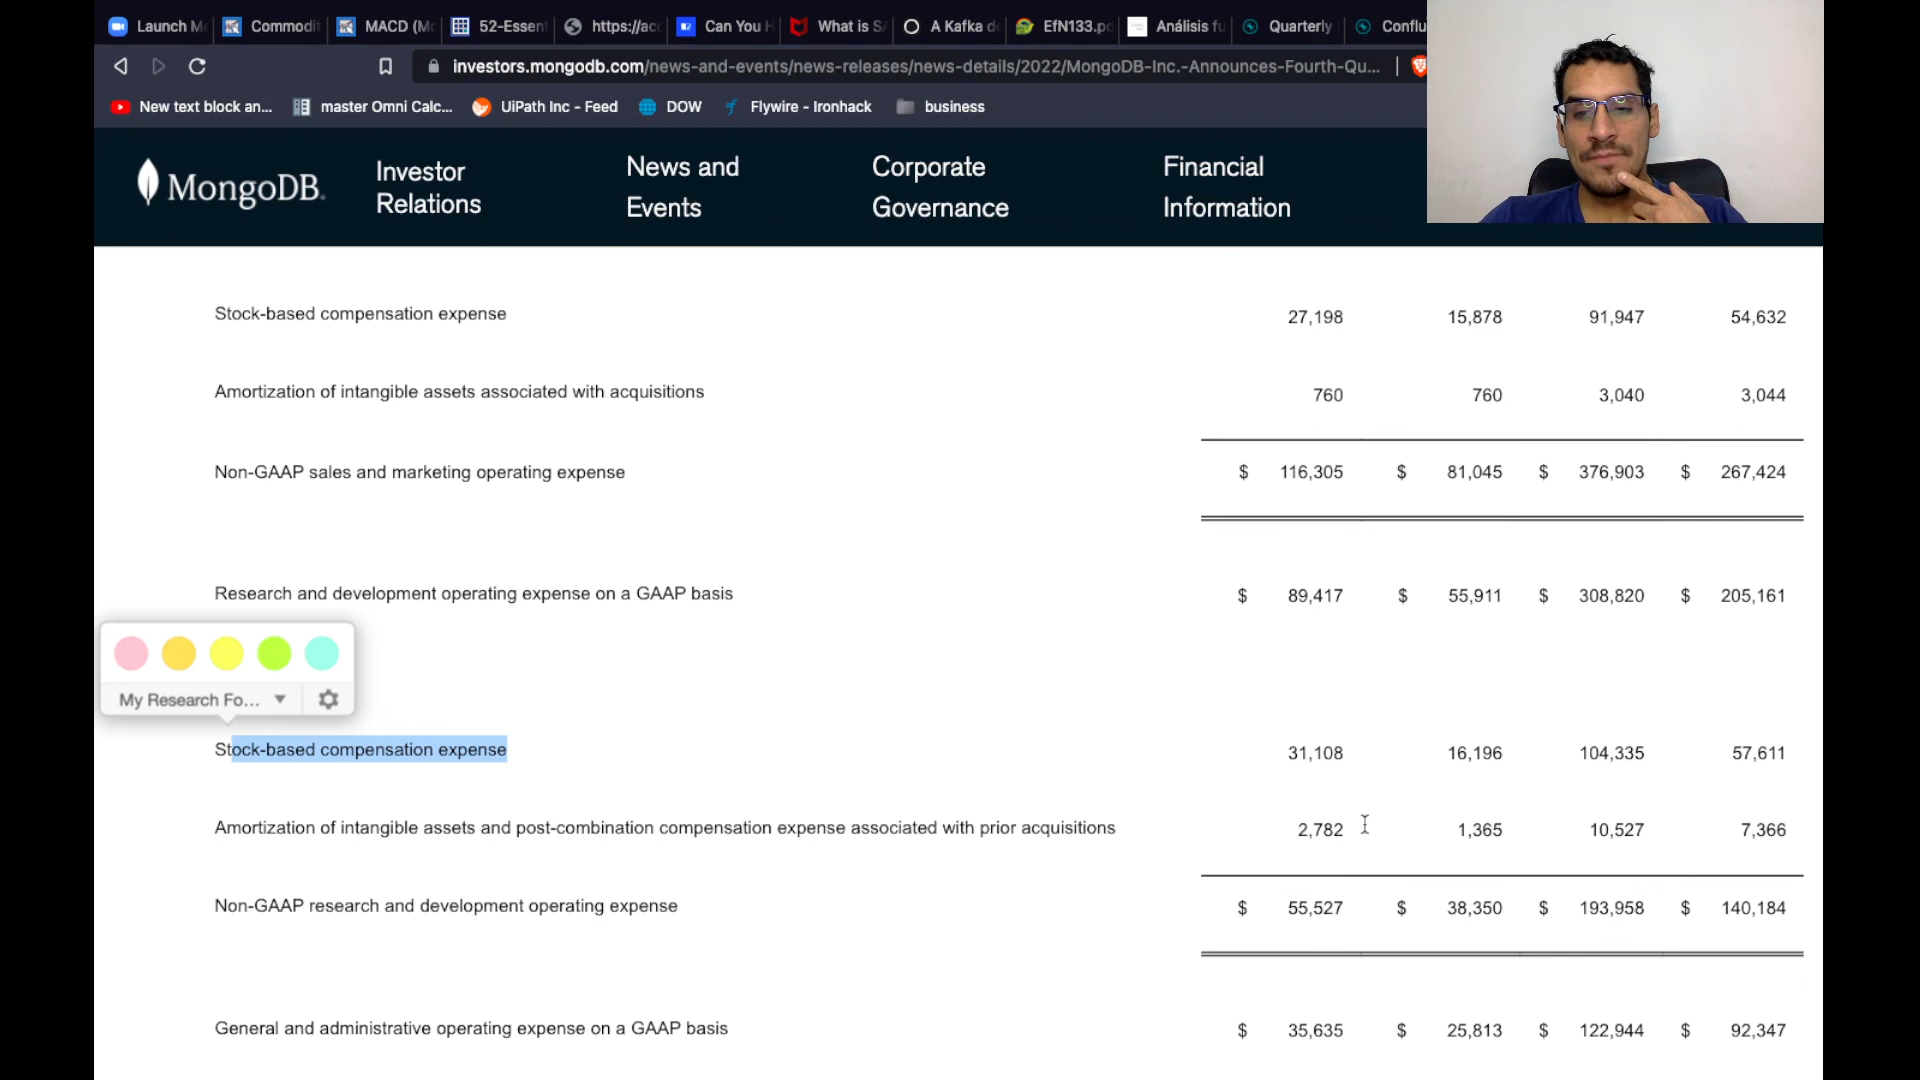 Launch M
Commodit
MACD (Mo
52-Essen
https://acc
Can You H
What is SA
A Kafka de
EfN133.pd
Análisis fu
Quarterly
Conflu
investors.mongodb.com/news-and-events/news-releases/news-details/2022/MongoDB-Inc.-Announces-Fourth-Qu...
New text block an...
master Omni Calc...
UiPath Inc - Feed
DOW
Flywire - Ironhack
business
MongoDB.
Investor
Relations
News and
Events
Corporate
Governance
Financial
Information
Stock-based compensation expense 27,198 15,878 91,947 54,632
Amortization of intangible assets associated with acquisitions 760 760 3,040 3,044
Non-GAAP sales and marketing operating expense $ 116,305 $ 81,045 $ 376,903 $ 267,424
Research and development operating expense on a GAAP basis $ 89,417 $ 55,911 $ 308,820 $ 205,161
My Research Fo...
Stock-based compensation expense 31,108 16,196 104,335 57,611
Amortization of intangible assets and post-combination compensation expense associated with prior acquisitions 2,782 1,365 10,527 7,366
Non-GAAP research and development operating expense $ 55,527 $ 38,350 $ 193,958 $ 140,184
General and administrative operating expense on a GAAP basis $ 35,635 $ 25,813 $ 122,944 $ 92,347